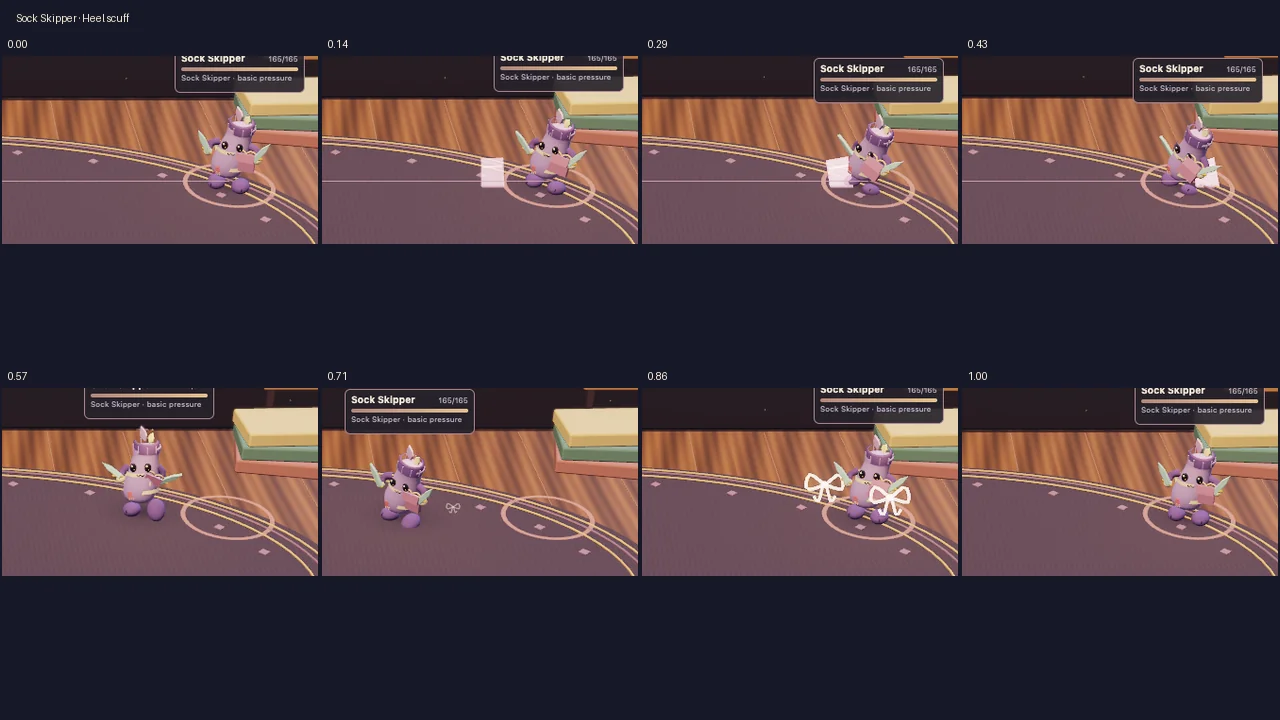 Sock Skipper · Heel scuff
0.00
0.14
0.29
0.43
Sock Skipper 165/165
Sock Skipper · basic pressure
Sock Skipper 165/165
Sock Skipper · basic pressure
Sock Skipper 165/165
Sock Skipper · basic pressure
Sock Skipper 165/165
Sock Skipper · basic pressure
0.57
0.71
0.86
1.00
Sock Skipper · basic pressure
Sock Skipper 165/165
Sock Skipper · basic pressure
Sock Skipper 165/165
Sock Skipper · basic pressure
Sock Skipper 165/165
Sock Skipper · basic pressure